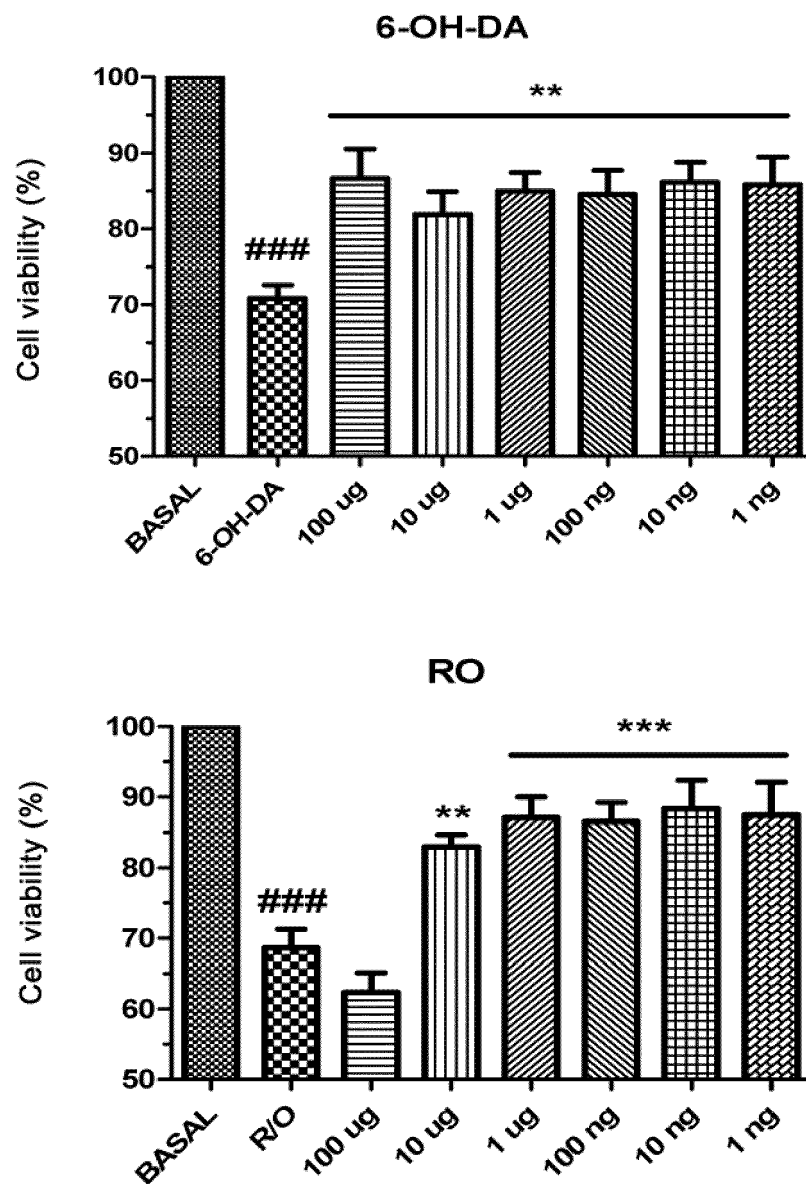 6-OH-DA
Cell viability (%)
100
90
80
70
60
50
**
###
BASAL
6-OH-DA
100 ug
10 ug
1 ug
100 ng
10 ng
1 ng
RO
Cell viability (%)
100
90
80
70
60
50
***
**
###
BASAL
R/O
100 ug
10 ug
1 ug
100 ng
10 ng
1 ng